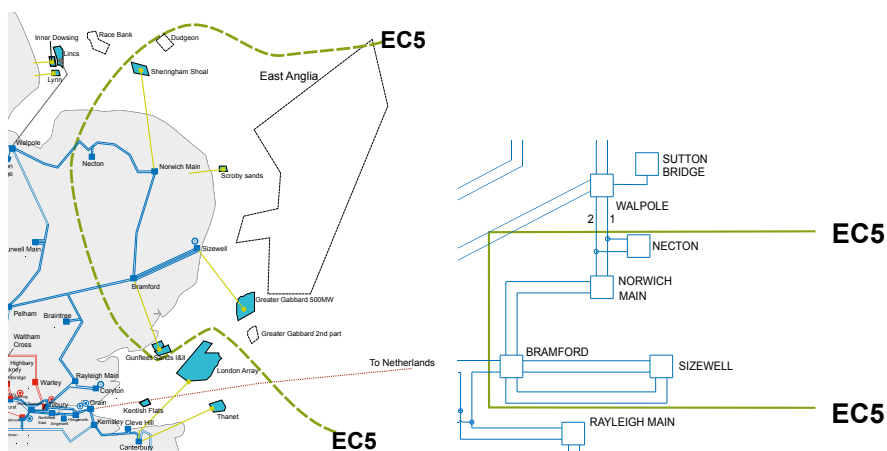 Inner Dowsing
Lincs
Lynn
Race Bank
Dudgeon
EC5
Sheringham Shoal
East Anglia
Walpole
Necton
Norwich Main
Scroby sands
Sizewell
Bramford
Pelham
Braintree
Waltham
Cross
Highbury
Warley
Rayleigh Main
Coryton
Greater Gabbard 500MW
Greater Gabbard 2nd part
Gunfleet Sands I&II
London Array
To Netherlands
Kentish Flats
Thanet
Grain
Kemsley
Cleve Hill
Canterbury
EC5
SUTTON
BRIDGE
WALPOLE
2 1
EC5
NECTON
NORWICH
MAIN
BRAMFORD
SIZEWELL
EC5
RAYLEIGH MAIN